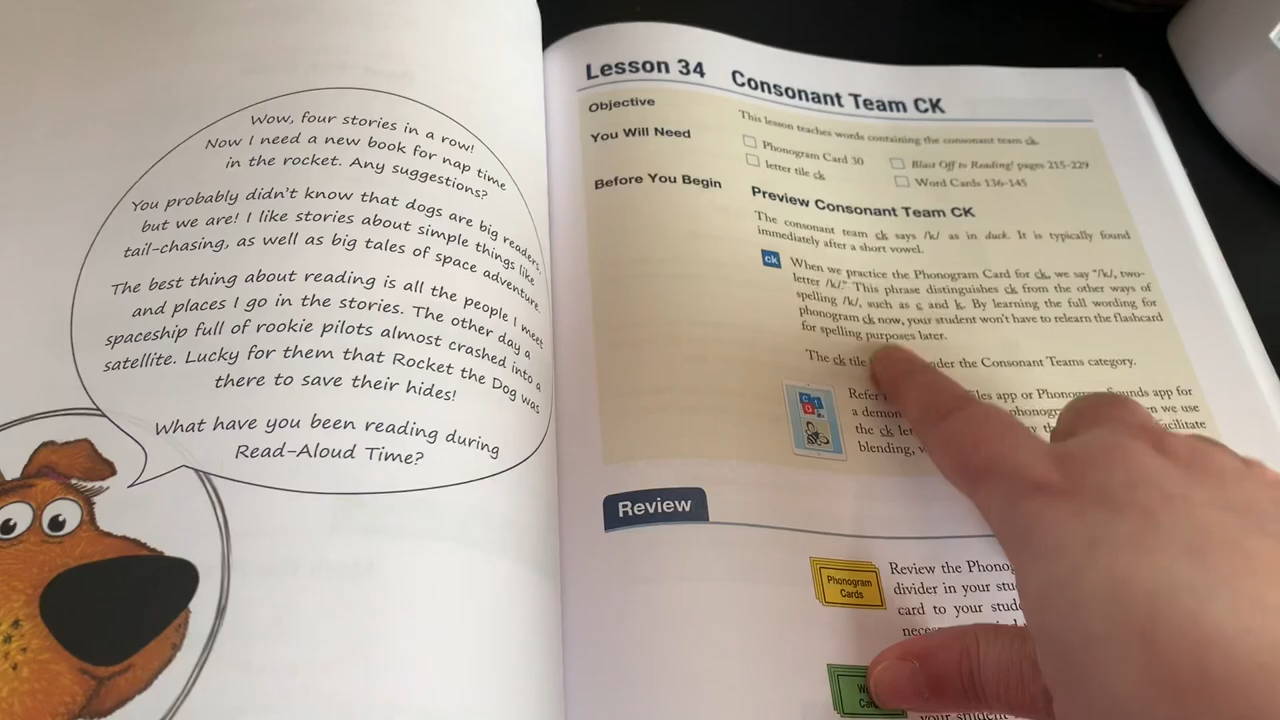 Wow, four stories in a row!
Now I need a new book for nap time
in the rocket. Any suggestions?
You probably didn't know that dogs are big readers,
but we are! I like stories about simple things like
tail-chasing, as well as big tales of space adventure.
The best thing about reading is all the people I meet
and places I go in the stories. The other day a
spaceship full of rookie pilots almost crashed into a
satellite. Lucky for them that Rocket the Dog was
there to save their hides!
What have you been reading during
Read-Aloud Time?
Lesson 34 Consonant Team CK
Objective
This lesson teaches words containing the consonant team ck.
You Will Need
Phonogram Card 30
letter tile ck
Blast Off to Reading! pages 215-229
Word Cards 136-145
Before You Begin
Preview Consonant Team CK
The consonant team ck says /k/ as in duck. It is typically found
immediately after a short vowel.
ck
When we practice the Phonogram Card for ck, we say "/k/, two-
letter /k/." This phrase distinguishes ck from the other ways of
spelling /k/, such as c and k. By learning the full wording for
phonogram ck now, your student won't have to relearn the flashcard
for spelling purposes later.
The ck tile under the Consonant Teams category.
Refer app or Phonogram Sounds app for
a we use
the ck
blending,
Review
Phonogram
Cards
Review the
divider in your
card to your
your student